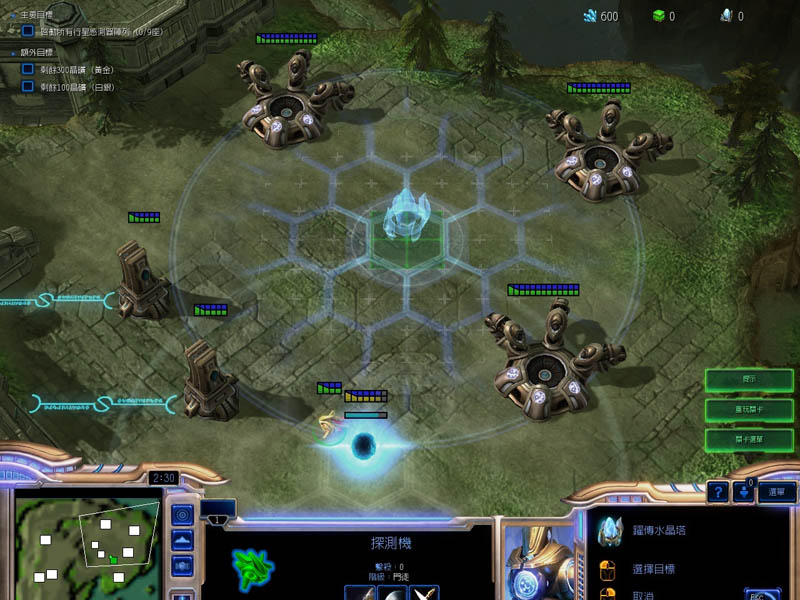 主要目標
啟動所有行星感測器陣列 (0/9座)
額外目標
剩餘300晶礦 (黃金)
剩餘100晶礦 (白銀)
600
0
0
提示
重玩關卡
關卡選單
2:30
?
0
選單
1
探測機
擊殺:0
階級:門徒
躍傳水晶塔
選擇目標
取消
ESC